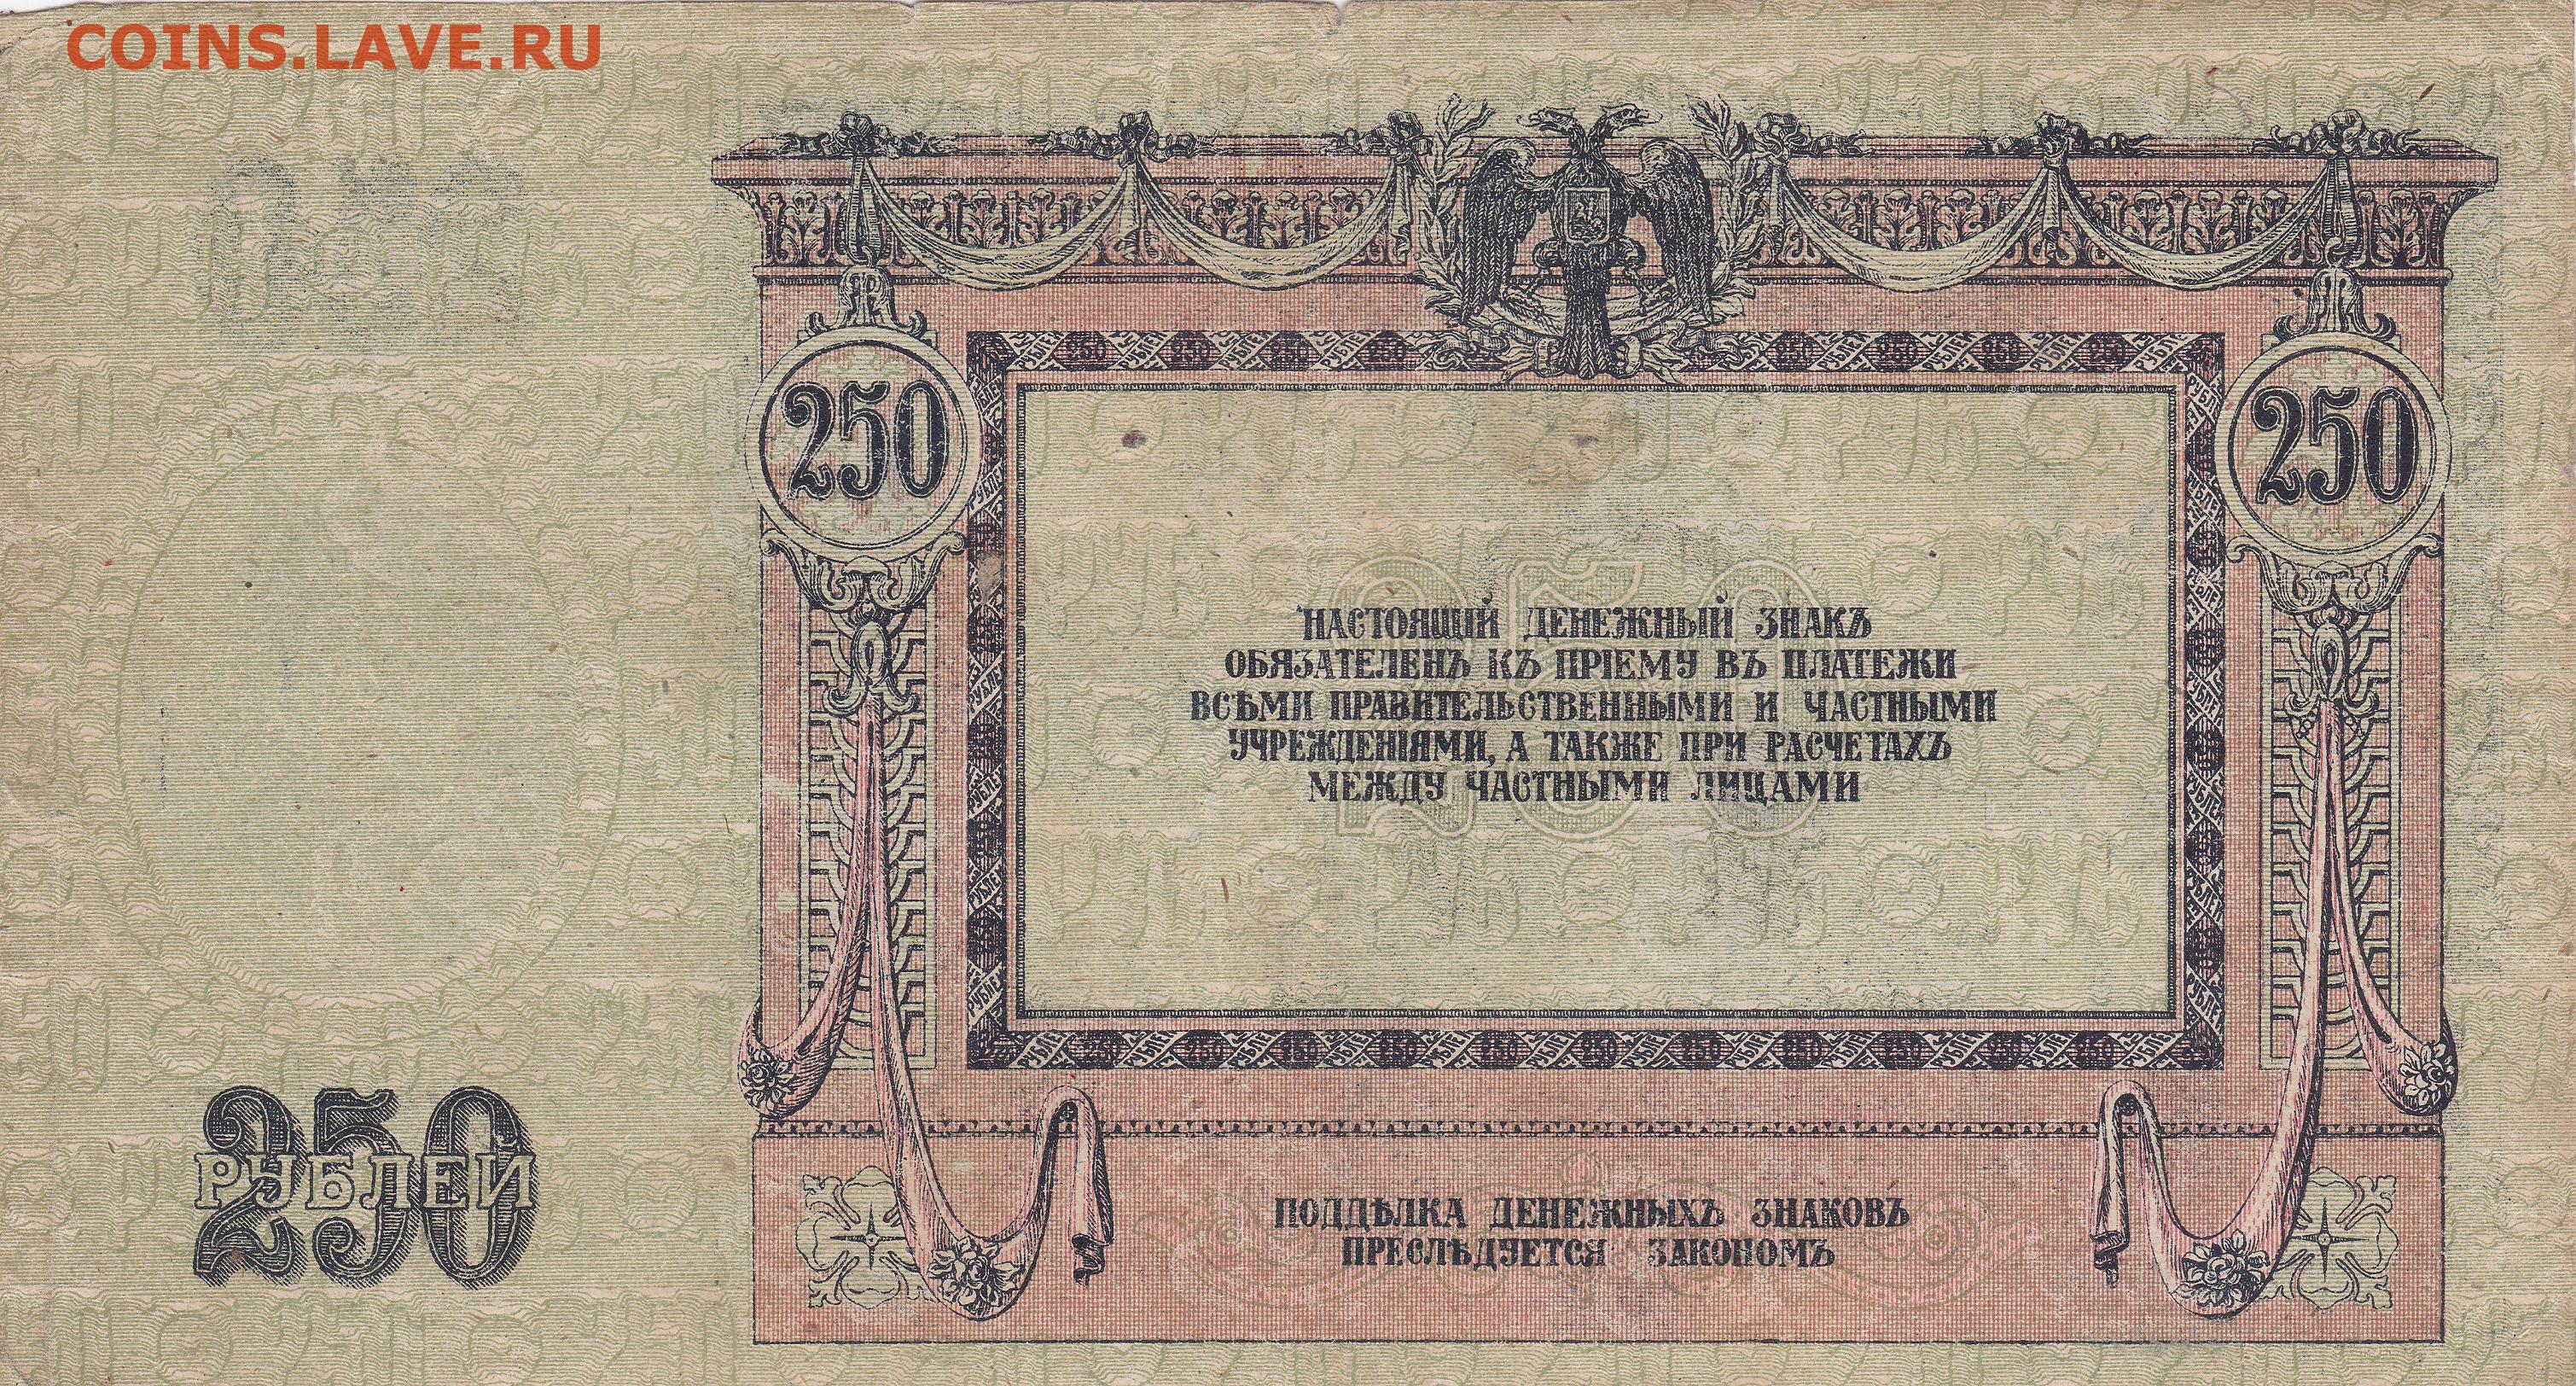 COINS.LAVE.RU
250
250
НАСТОЯЩІЙ ДЕНЕЖНЫЙ ЗНАКЪ
ОБЯЗАТЕЛЕНЪ КЪ ПРІЕМУ ВЪ ПЛАТЕЖИ
ВСѢМИ ПРАВИТЕЛЬСТВЕННЫМИ И ЧАСТНЫМИ
УЧРЕЖДЕНІЯМИ, А ТАКЖЕ ПРИ РАСЧЕТАХЪ
МЕЖДУ ЧАСТНЫМИ ЛИЦАМИ
250
250
РУБЛЕЙ
ПОДДѢЛКА ДЕНЕЖНЫХЪ ЗНАКОВЪ
ПРЕСЛѢДУЕТСЯ ЗАКОНОМЪ